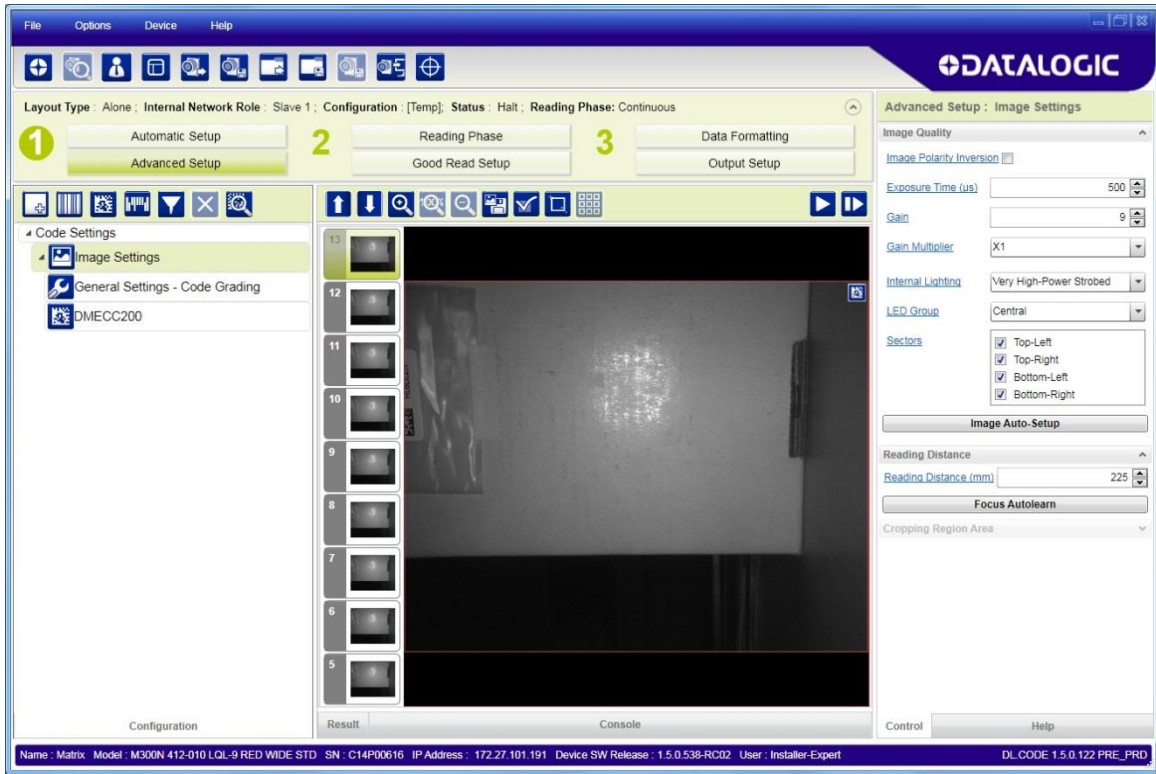 File Options Device Help
DATALOGIC
Layout Type : Alone ; Internal Network Role : Slave 1 ; Configuration : [Temp]; Status : Halt ; Reading Phase: Continuous
1 Automatic Setup 2 Reading Phase 3 Data Formatting
Advanced Setup Good Read Setup Output Setup
100%
Code Settings
Image Settings
General Settings - Code Grading
DMECC200
Configuration
13
12
11
10
9
8
7
6
5
Result Console
Advanced Setup : Image Settings
Image Quality
Image Polarity Inversion
Exposure Time (µs) 500
Gain 9
Gain Multiplier X1
Internal Lighting Very High-Power Strobed
LED Group Central
Sectors Top-Left
Top-Right
Bottom-Left
Bottom-Right
Image Auto-Setup
Reading Distance
Reading Distance (mm) 225
Focus Autolearn
Cropping Region Area
Control Help
Name : Matrix Model : M300N 412-010 LQL-9 RED WIDE STD SN : C14P00616 IP Address : 172.27.101.191 Device SW Release : 1.5.0.538-RC02 User : Installer-Expert DL.CODE 1.5.0.122 PRE_PRD